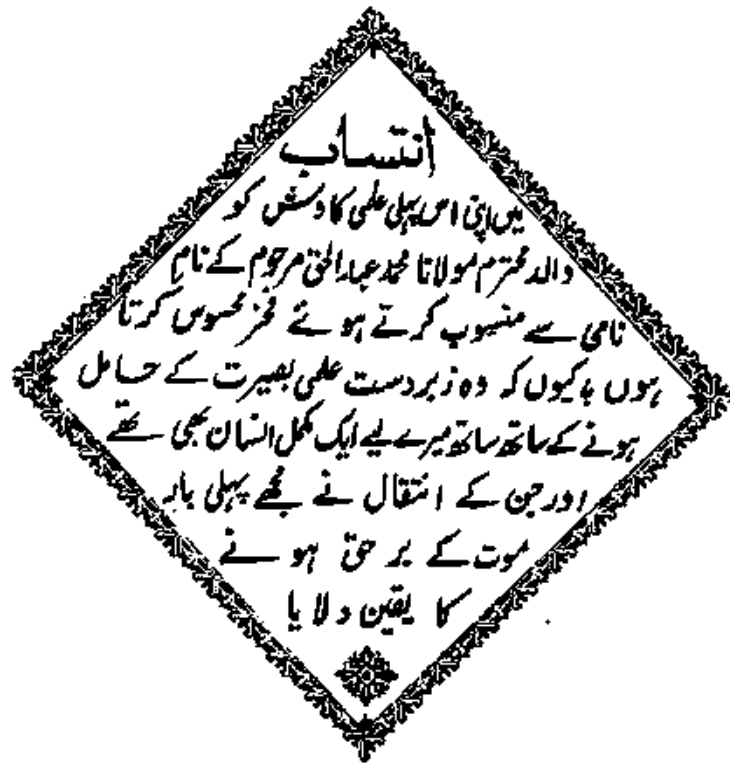 انتساب
میں اپنی اس پہلی علمی کاوش کو
والد محترم مولانا محمد عبدالحق مرحوم کے نام
نامی سے منسوب کرتے ہوئے فخر محسوس کرتا
ہوں کیوں کہ وہ زبردست علمی بصیرت کے حامل
ہونے کے ساتھ ساتھ میرے لیے ایک مکمل انسان بھی تھے
اور جن کے انتقال نے مجھے پہلی بار
موت کے بر حق ہونے
کا یقین دلایا